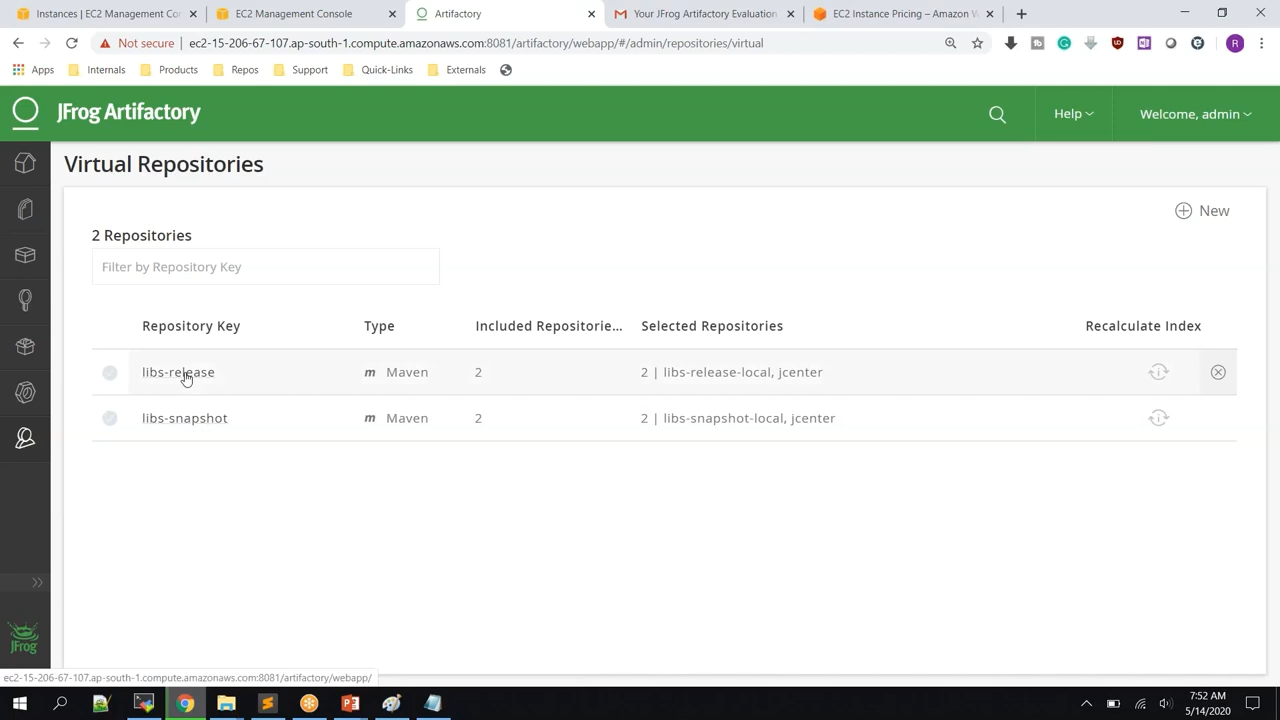 Instances | EC2 Management Con
EC2 Management Console
Artifactory
Your JFrog Artifactory Evaluation
EC2 Instance Pricing – Amazon W
Not secure | ec2-15-206-67-107.ap-south-1.compute.amazonaws.com:8081/artifactory/webapp/#/admin/repositories/virtual
Apps Internals Products Repos Support Quick-Links Externals
JFrog Artifactory
Help
Welcome, admin
Virtual Repositories
New
2 Repositories
Filter by Repository Key
Repository Key Type Included Repositorie... Selected Repositories Recalculate Index
libs-release m Maven 2 2 | libs-release-local, jcenter
libs-snapshot m Maven 2 2 | libs-snapshot-local, jcenter
JFrog
ec2-15-206-67-107.ap-south-1.compute.amazonaws.com:8081/artifactory/webapp/
7:52 AM
5/14/2020